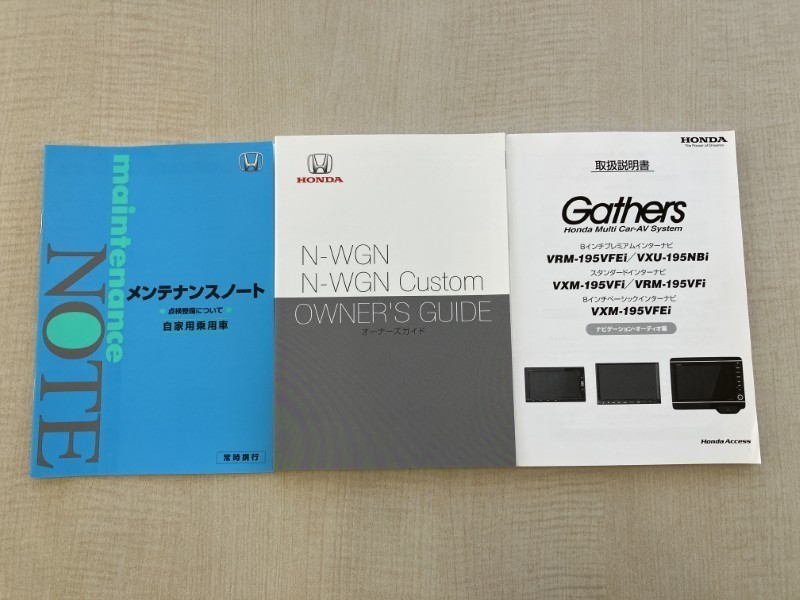 maintenance
NOTE
メンテナンスノート
点検整備について
自家用乗用車
常時携行
HONDA
N-WGN
N-WGN Custom
OWNER'S GUIDE
オーナーズガイド
HONDA
The Power of Dreams
取扱説明書
Gathers
Honda Multi Car-AV System
8インチプレミアムインターナビ
VRM-195VFEi/VXU-195NBi
スタンダードインターナビ
VXM-195VFi/VRM-195VFi
8インチベーシックインターナビ
VXM-195VFEi
ナビゲーション・オーディオ編
Honda Access